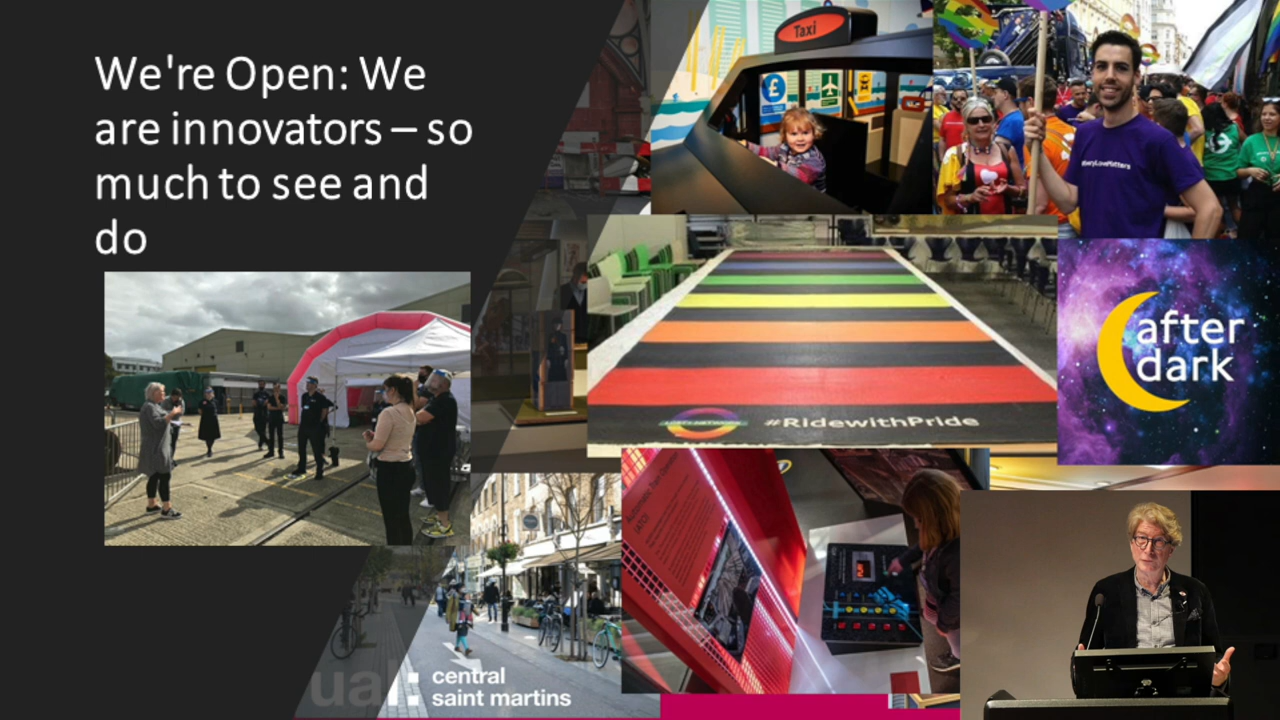 We're Open: We
are innovators – so
much to see and
do
Taxi
£
#RidewithPride
after
dark
ual:
central
saint martins